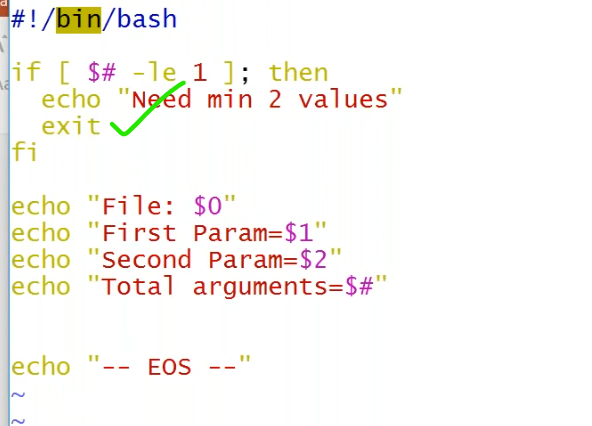 #!/bin/bash
if [ $# -le 1 ]; then
echo "Need min 2 values"
exit
fi
echo "File: $0"
echo "First Param=$1"
echo "Second Param=$2"
echo "Total arguments=$#"
echo "-- EOS --"
~
~